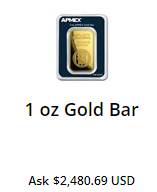 APMEX
1 oz Gold Bar
Ask $2,480.69 USD